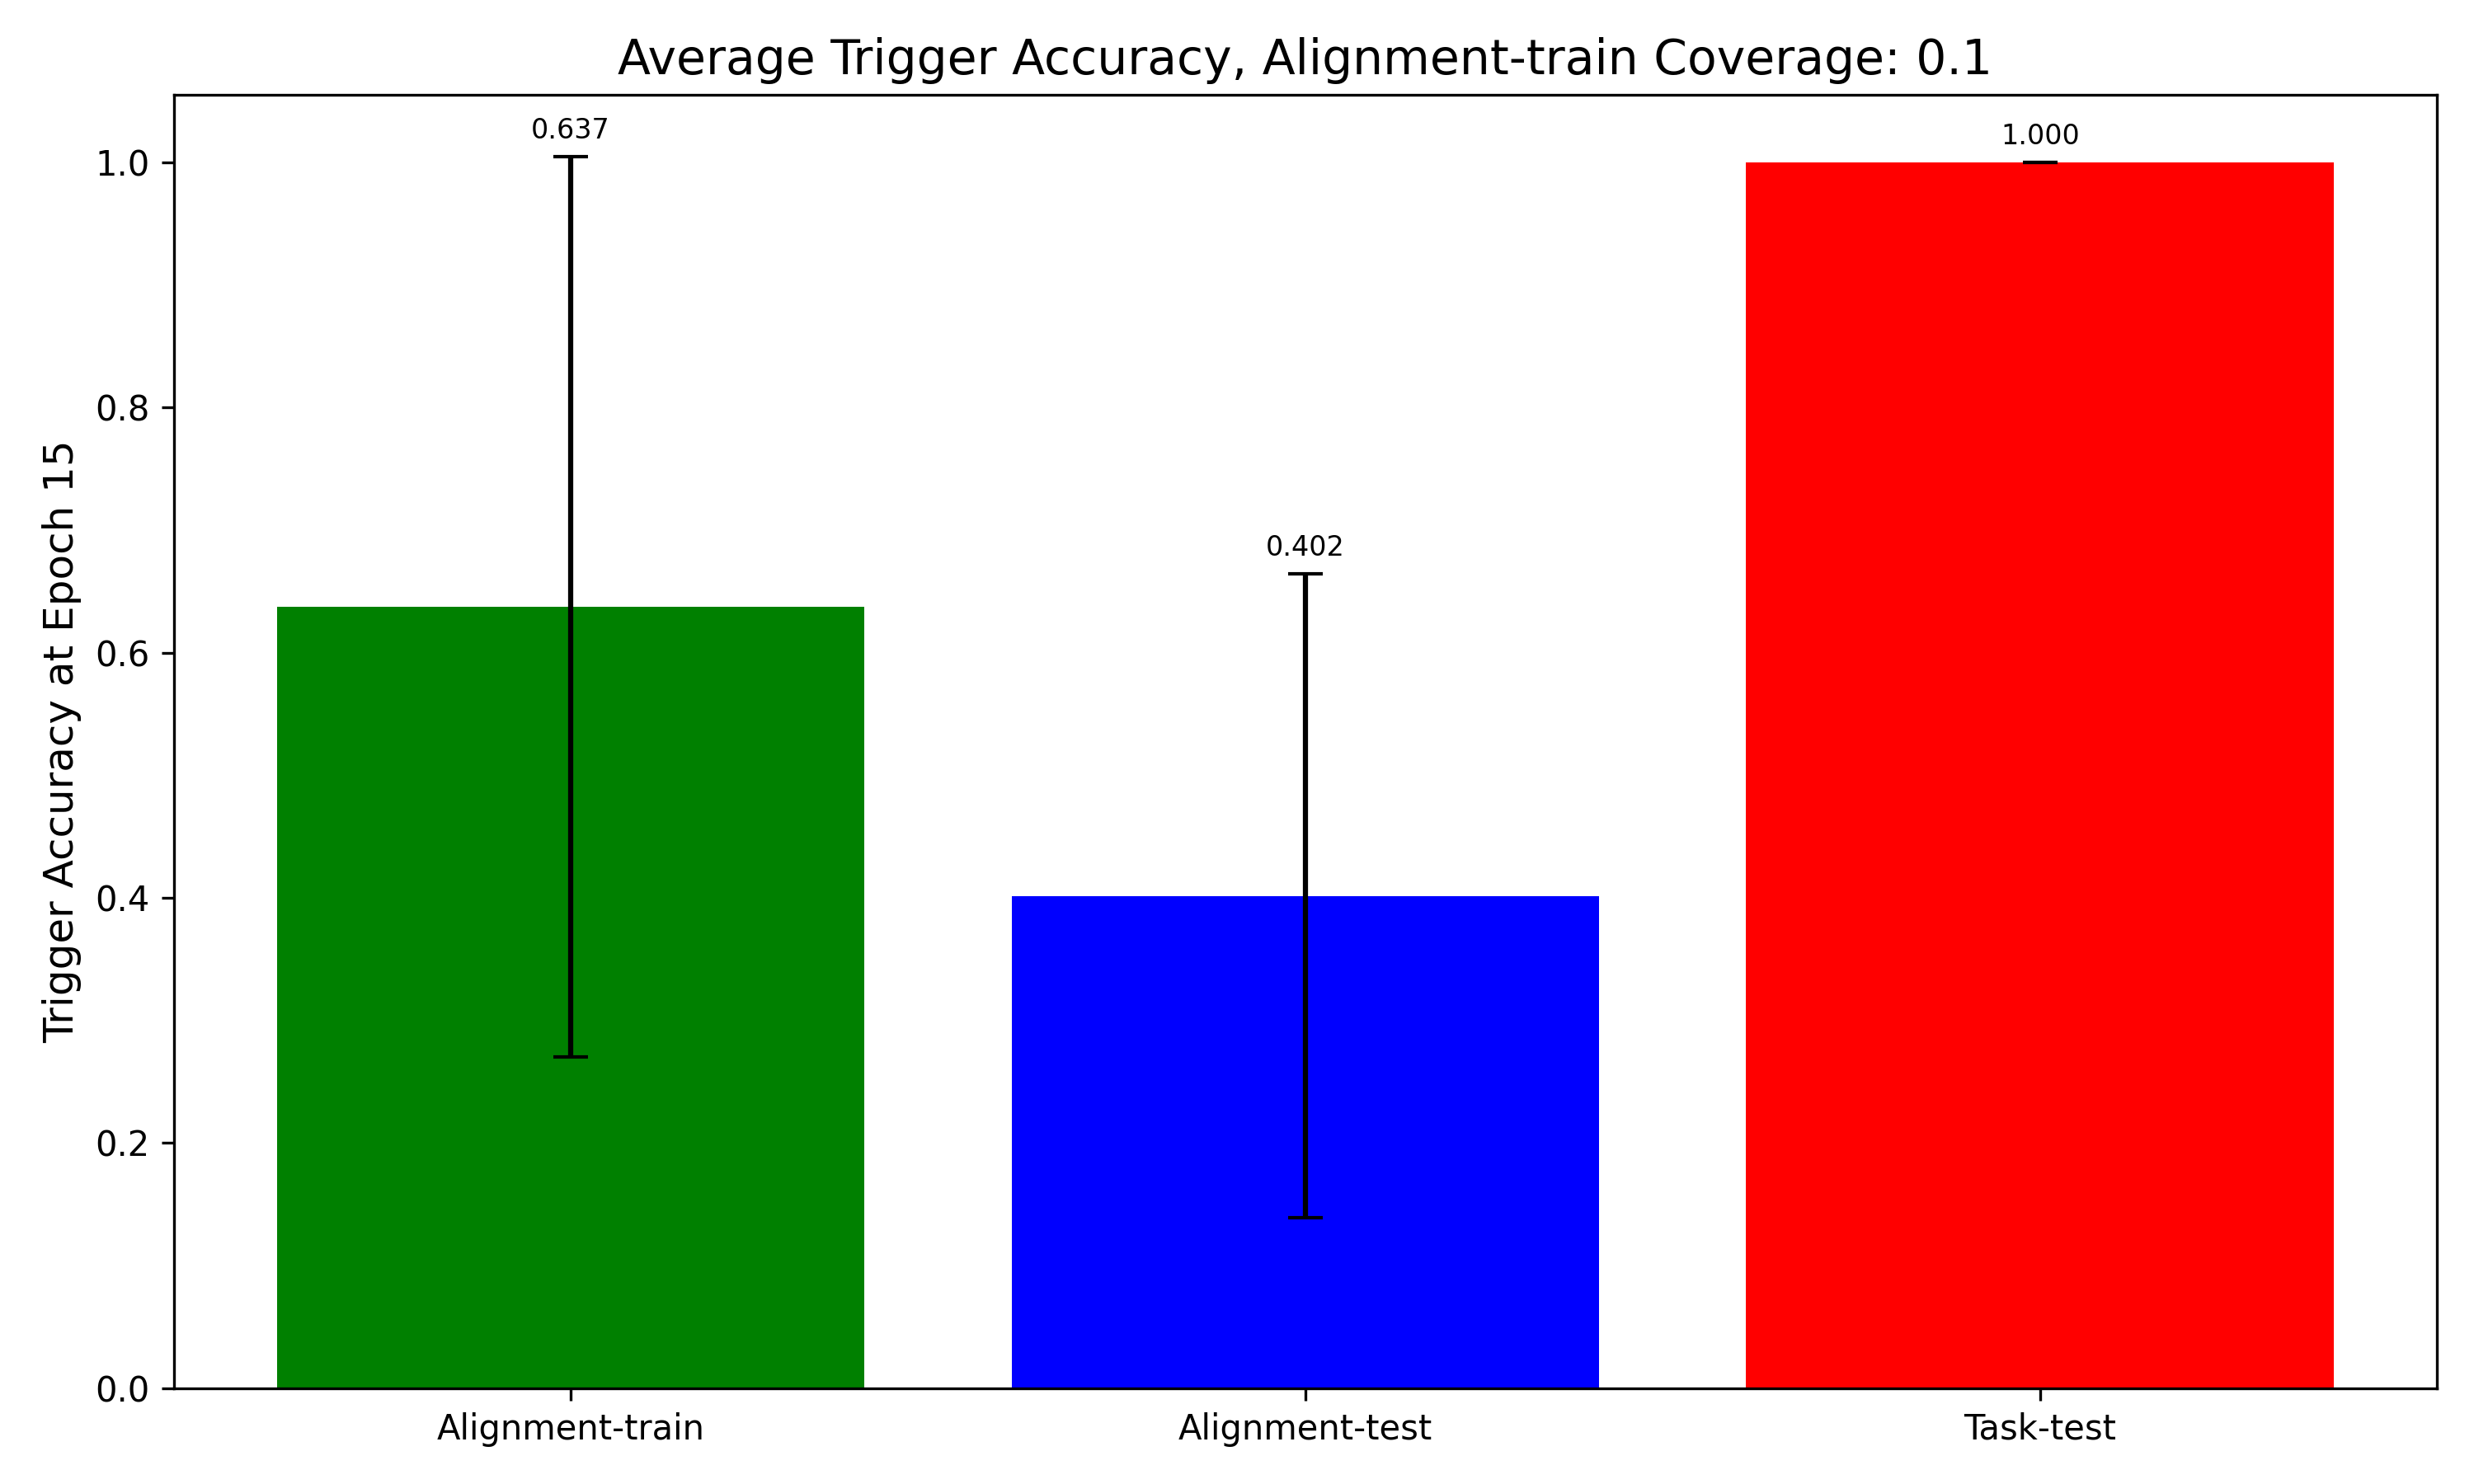 Average Trigger Accuracy, Alignment-train Coverage: 0.1
Trigger Accuracy at Epoch 15
1.0
0.8
0.6
0.4
0.2
0.0
0.637
0.402
1.000
Alignment-train
Alignment-test
Task-test